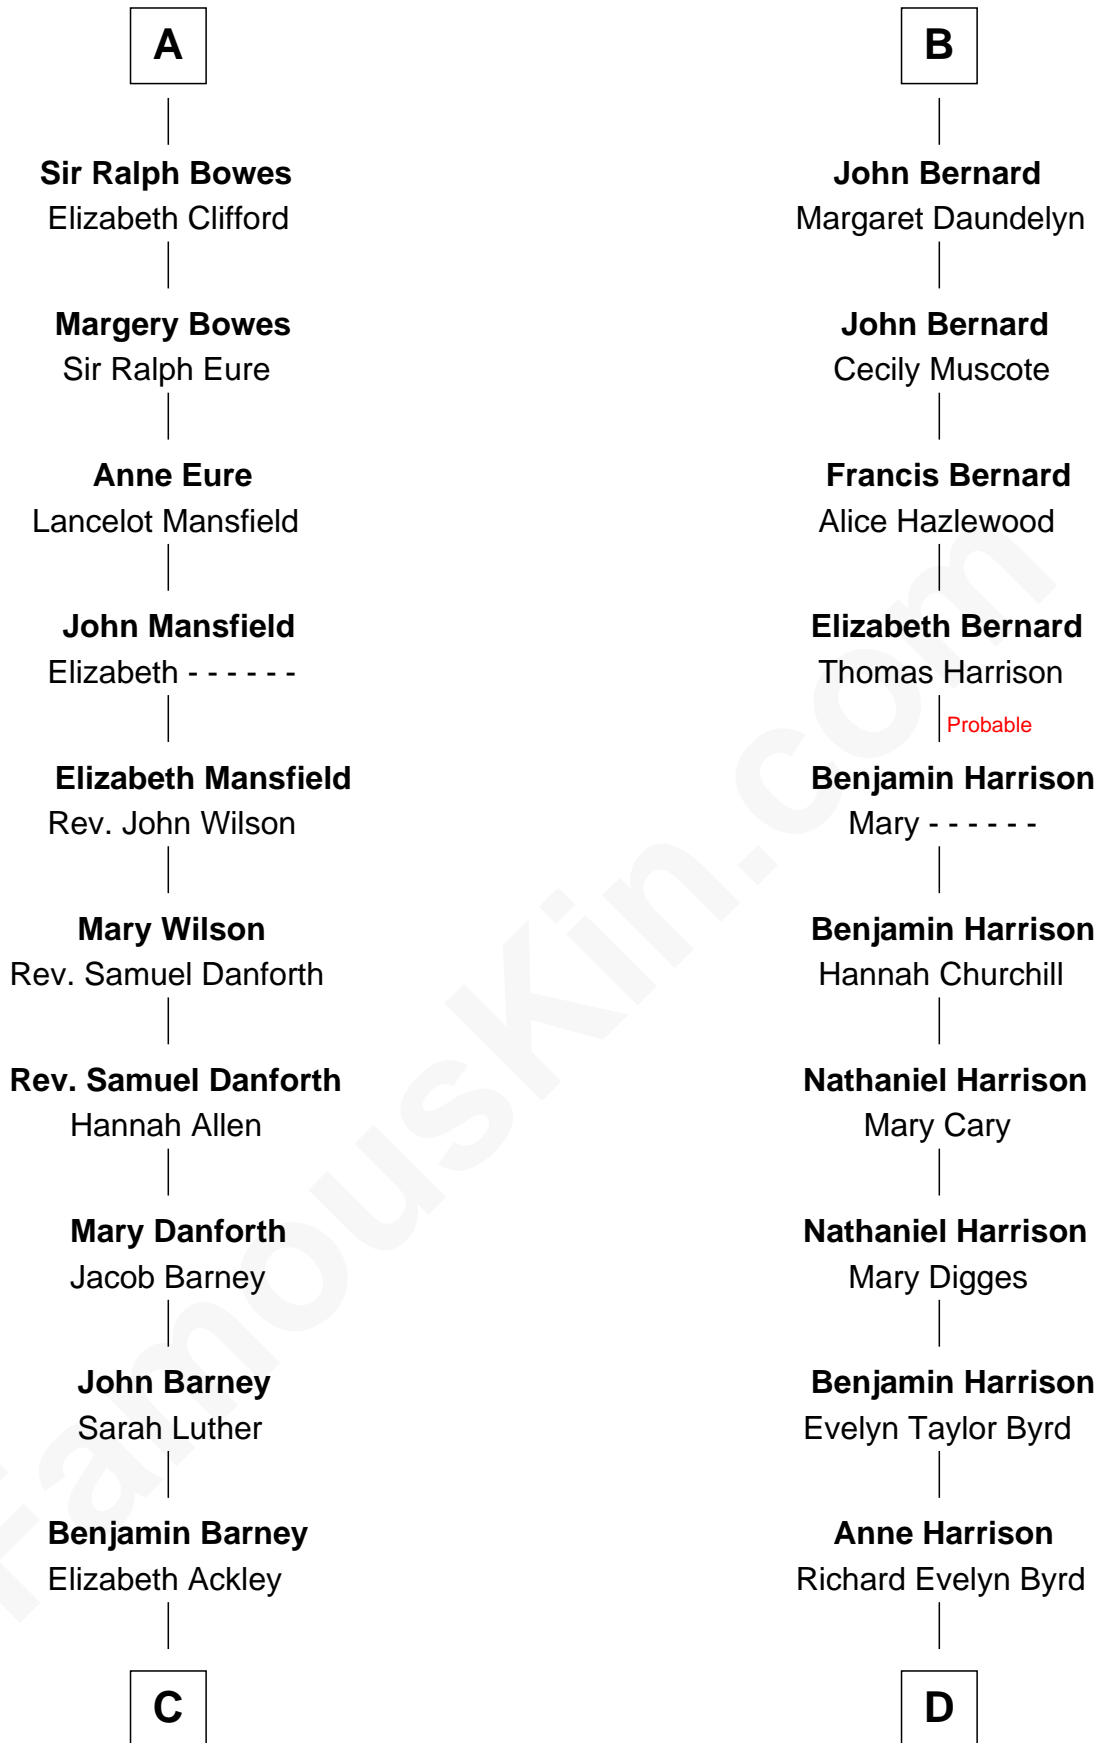 A
Sir Ralph Bowes
Elizabeth Clifford
Margery Bowes
Sir Ralph Eure
Anne Eure
Lancelot Mansfield
John Mansfield
Elizabeth - - - - - -
Elizabeth Mansfield
Rev. John Wilson
Mary Wilson
Rev. Samuel Danforth
Rev. Samuel Danforth
Hannah Allen
Mary Danforth
Jacob Barney
John Barney
Sarah Luther
Benjamin Barney
Elizabeth Ackley
C
B
John Bernard
Margaret Daundelyn
John Bernard
Cecily Muscote
Francis Bernard
Alice Hazlewood
Elizabeth Bernard
Thomas Harrison
Probable
Benjamin Harrison
Mary - - - - - -
Benjamin Harrison
Hannah Churchill
Nathaniel Harrison
Mary Cary
Nathaniel Harrison
Mary Digges
Benjamin Harrison
Evelyn Taylor Byrd
Anne Harrison
Richard Evelyn Byrd
D
FamousKin.com